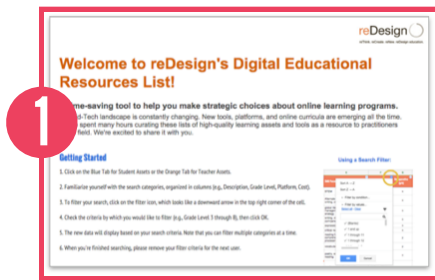 reDesign
Welcome to reDesign's Digital Educational
Resources List!
1
me-saving tool to help you make strategic choices about online learning programs.
d-Tech landscape is constantly changing. New tools, platforms, and online curricula are emerging all the time.
spent many hours curating these lists of high-quality learning assets and tools as a resource to practitioners
field. We're excited to share it with you.
Getting Started
1. Click on the Blue Tab for Student Assets or the Orange Tab for Teacher Assets.
2. Familiarize yourself with the search categories, organized in columns (e.g., Description, Grade Level, Platform, Cost).
3. To filter your search, click on the filter icon, which looks like a downward arrow in the top right corner of the cell.
4. Check the criteria by which you would like to filter (e.g., Grade Level 3 through 8), then click OK.
5. The new data will display based on your search criteria. Note that you can filter multiple categories at a time.
6. When you're finished searching, please remove your filter criteria for the next user.
Using a Search Filter: